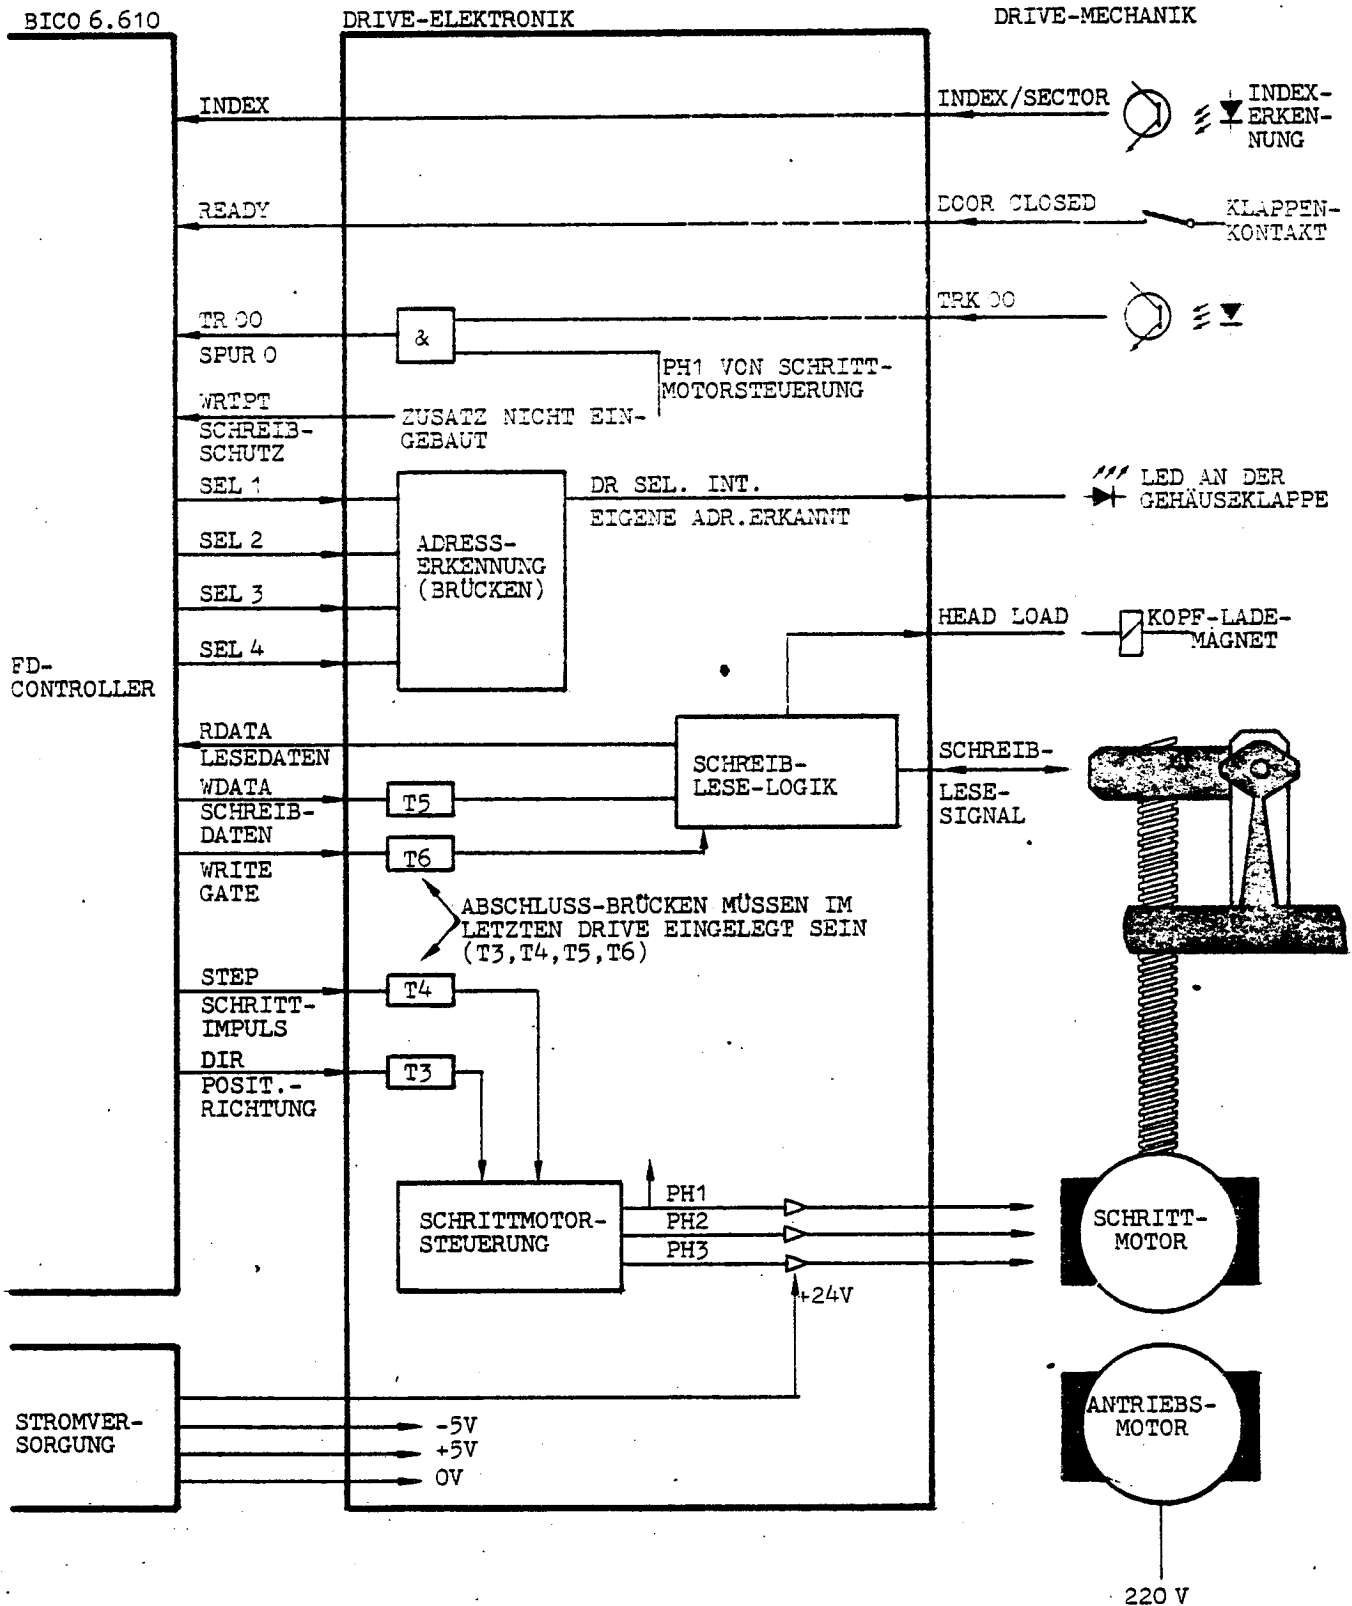 BICO 6.610
DRIVE-ELEKTRONIK
DRIVE-MECHANIK
INDEX
INDEX/SECTOR
INDEX-
ERKEN-
NUNG
READY
DOOR CLOSED
KLAPPEN-
KONTAKT
TR 00
SPUR 0
&
TRK 00
PH1 VON SCHRITT-
MOTORSTEUERUNG
WRTPT
SCHREIB-
SCHUTZ
ZUSATZ NICHT EIN-
GEBAUT
SEL 1
SEL 2
SEL 3
SEL 4
ADRESS-
ERKENNUNG
(BRÜCKEN)
DR SEL. INT.
EIGENE ADR.ERKANNT
LED AN DER
GEHÄUSEKLAPPE
HEAD LOAD
KOPF-LADE-
MAGNET
FD-
CONTROLLER
RDATA
LESEDATEN
WDATA
SCHREIB-
DATEN
WRITE
GATE
T5
T6
SCHREIB-
LESE-LOGIK
SCHREIB-
LESE-
SIGNAL
ABSCHLUSS-BRÜCKEN MÜSSEN IM
LETZTEN DRIVE EINGELEGT SEIN
(T3,T4,T5,T6)
STEP
SCHRITT-
IMPULS
T4
DIR
POSIT.-
RICHTUNG
T3
SCHRITTMOTOR-
STEUERUNG
PH1
PH2
PH3
+24V
SCHRITT-
MOTOR
STROMVER-
SORGUNG
-5V
+5V
0V
ANTRIEBS-
MOTOR
220 V